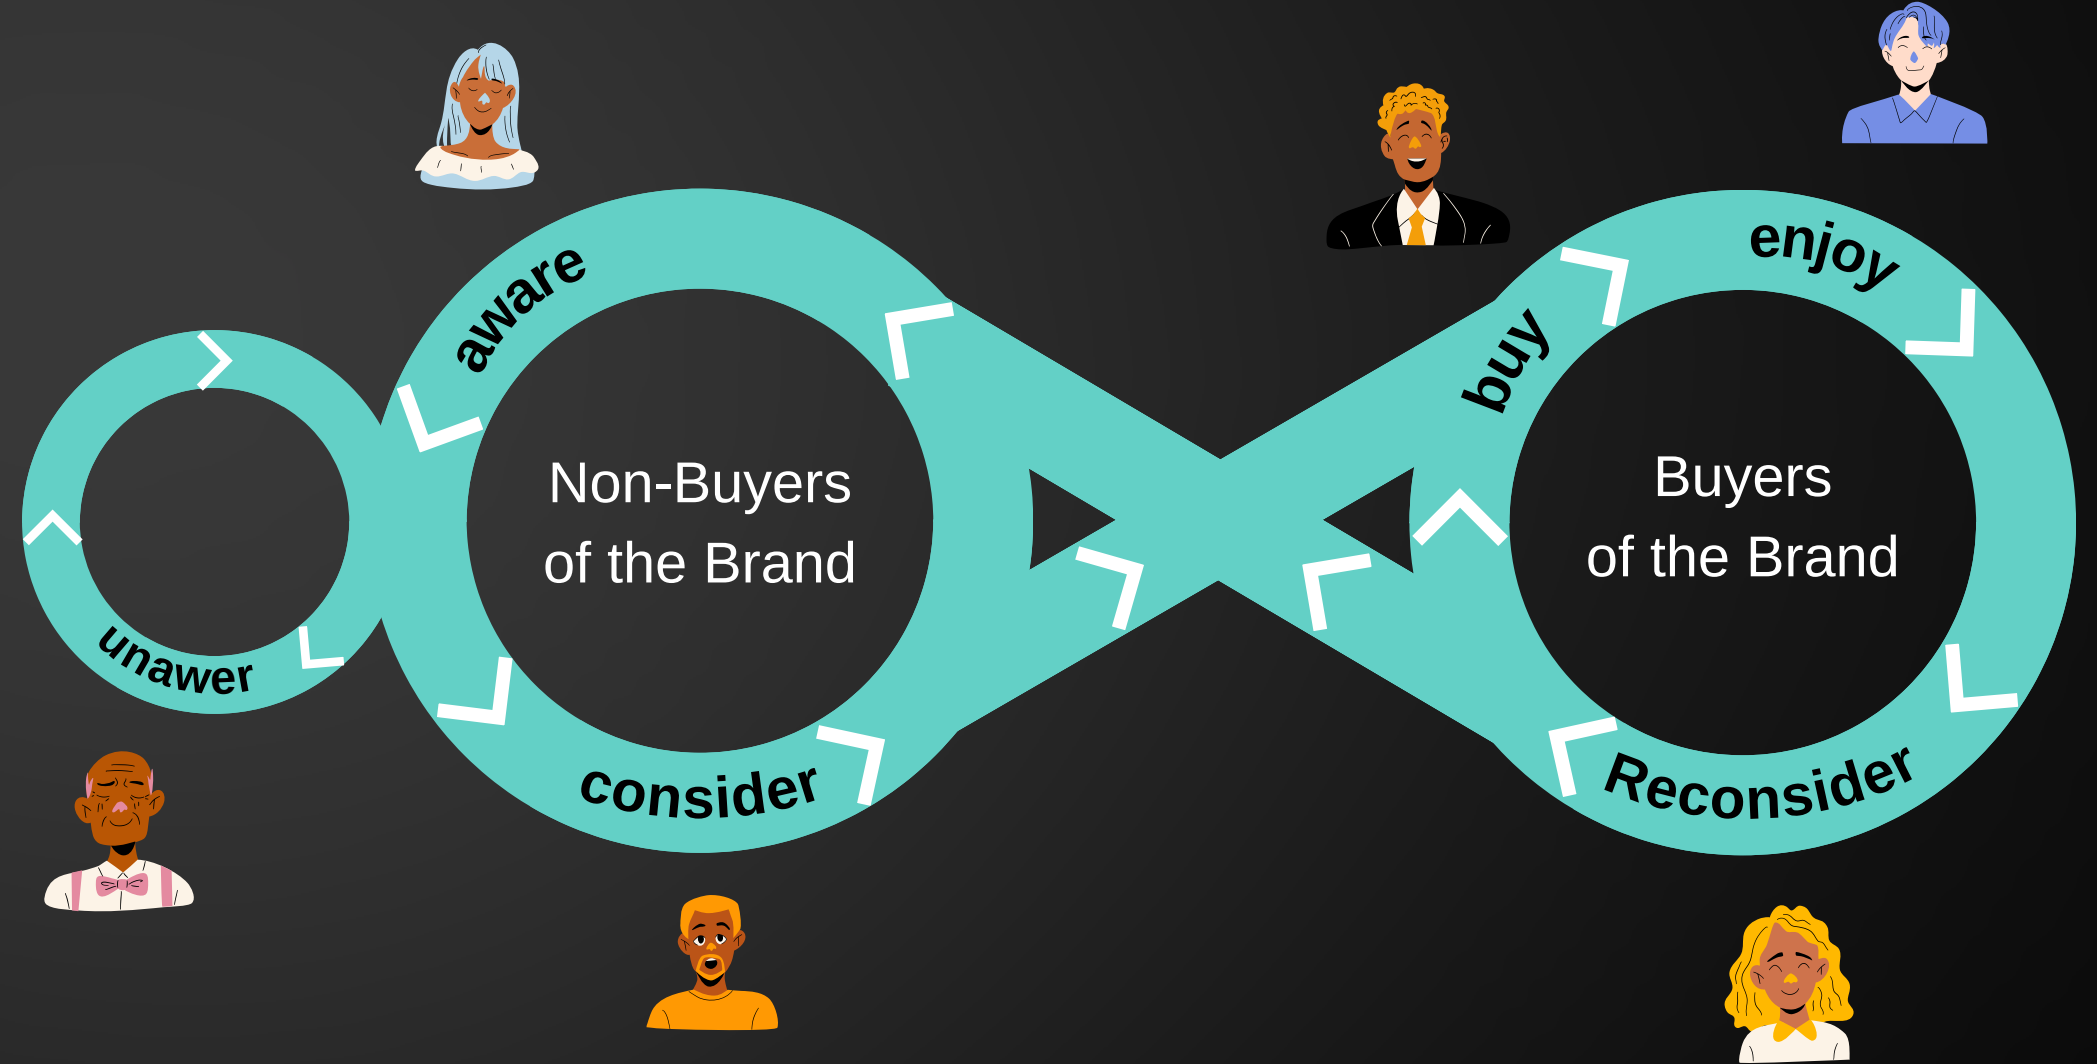 aware
enjoy
buy
Non-Buyers
of the Brand
Buyers
of the Brand
unawer
consider
Reconsider